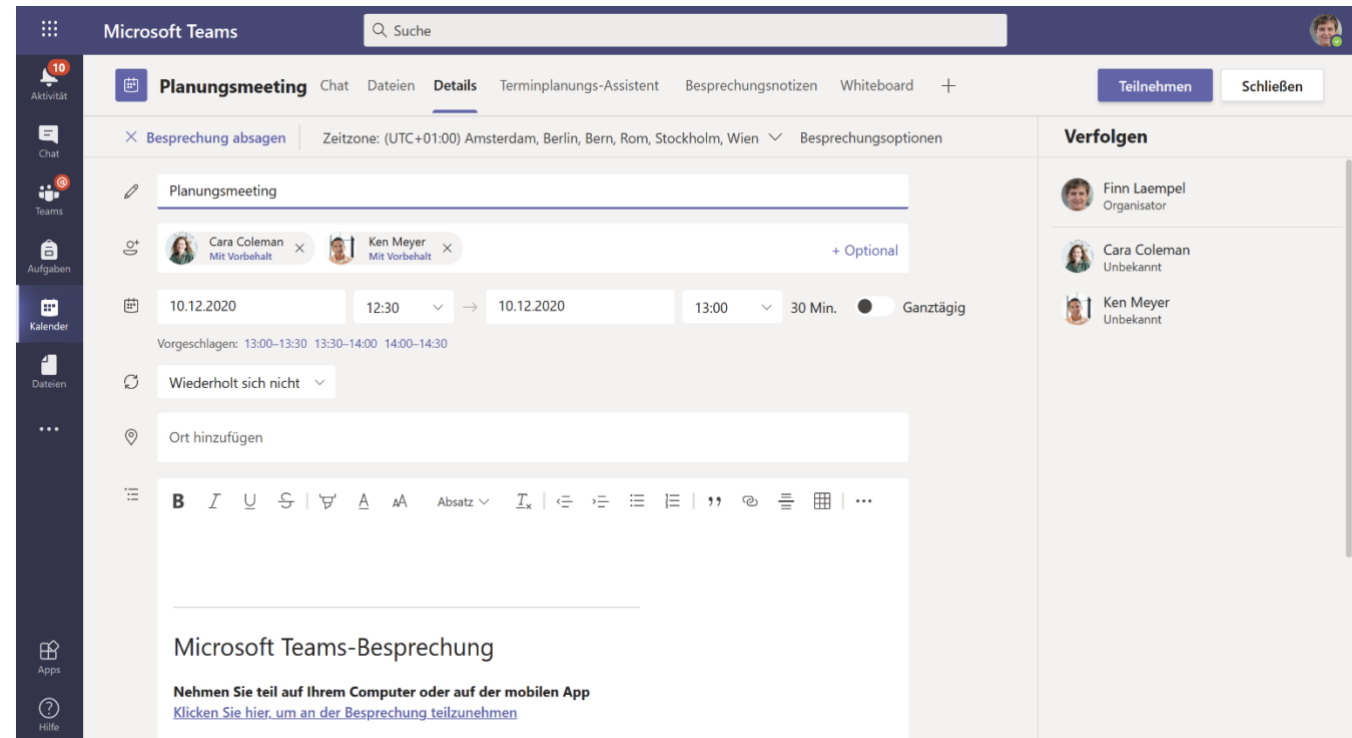 Microsoft Teams
Suche
10
Aktivität
Chat
@
Teams
Aufgaben
Kalender
Dateien
Apps
Hilfe
Planungsmeeting Chat Dateien Details Terminplanungs-Assistent Besprechungsnotizen Whiteboard
Teilnehmen Schließen
Besprechung absagen Zeitzone: (UTC+01:00) Amsterdam, Berlin, Bern, Rom, Stockholm, Wien Besprechungsoptionen
Planungsmeeting
Cara Coleman
Mit Vorbehalt
Ken Meyer
Mit Vorbehalt
+ Optional
10.12.2020 12:30 → 10.12.2020 13:00 30 Min. Ganztägig
Vorgeschlagen: 13:00–13:30 13:30–14:00 14:00–14:30
Wiederholt sich nicht
Ort hinzufügen
B I U S A AA Absatz Tx
Microsoft Teams-Besprechung
Nehmen Sie teil auf Ihrem Computer oder auf der mobilen App
Klicken Sie hier, um an der Besprechung teilzunehmen
Verfolgen
Finn Laempel
Organisator
Cara Coleman
Unbekannt
Ken Meyer
Unbekannt